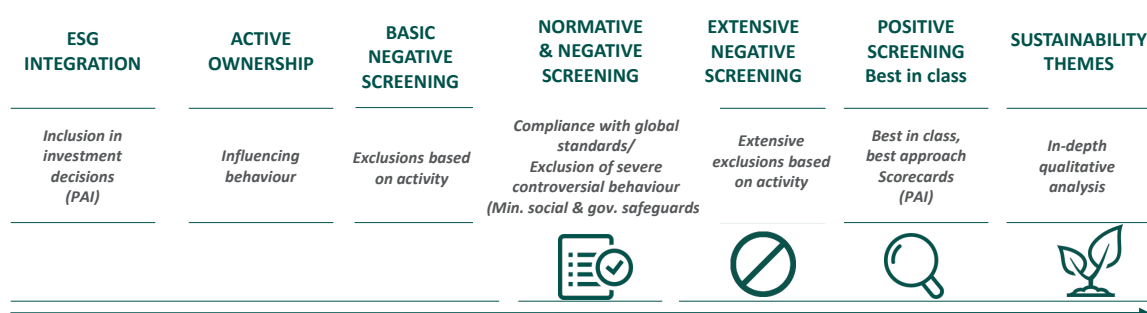 ESG
INTEGRATION
ACTIVE
OWNERSHIP
BASIC
NEGATIVE
SCREENING
NORMATIVE
& NEGATIVE
SCREENING
EXTENSIVE
NEGATIVE
SCREENING
POSITIVE
SCREENING
Best in class
SUSTAINABILITY
THEMES
Inclusion in
investment
decisions
(PAI)
Influencing
behaviour
Exclusions based
on activity
Compliance with global
standards/
Exclusion of severe
controversial behaviour
(Min. social & gov. safeguards
Extensive
exclusions based
on activity
Best in class,
best approach
Scorecards
(PAI)
In-depth
qualitative
analysis